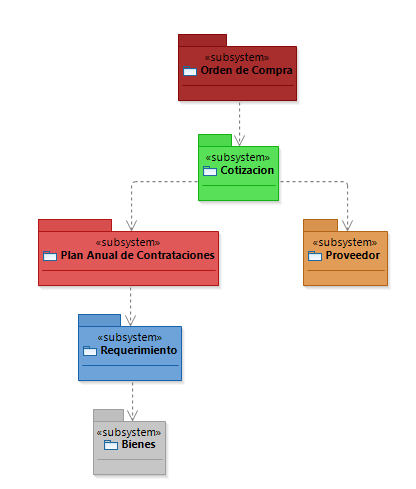 «subsystem»
Orden de Compra
«subsystem»
Cotizacion
«subsystem»
Plan Anual de Contrataciones
«subsystem»
Proveedor
«subsystem»
Requerimiento
«subsystem»
Bienes